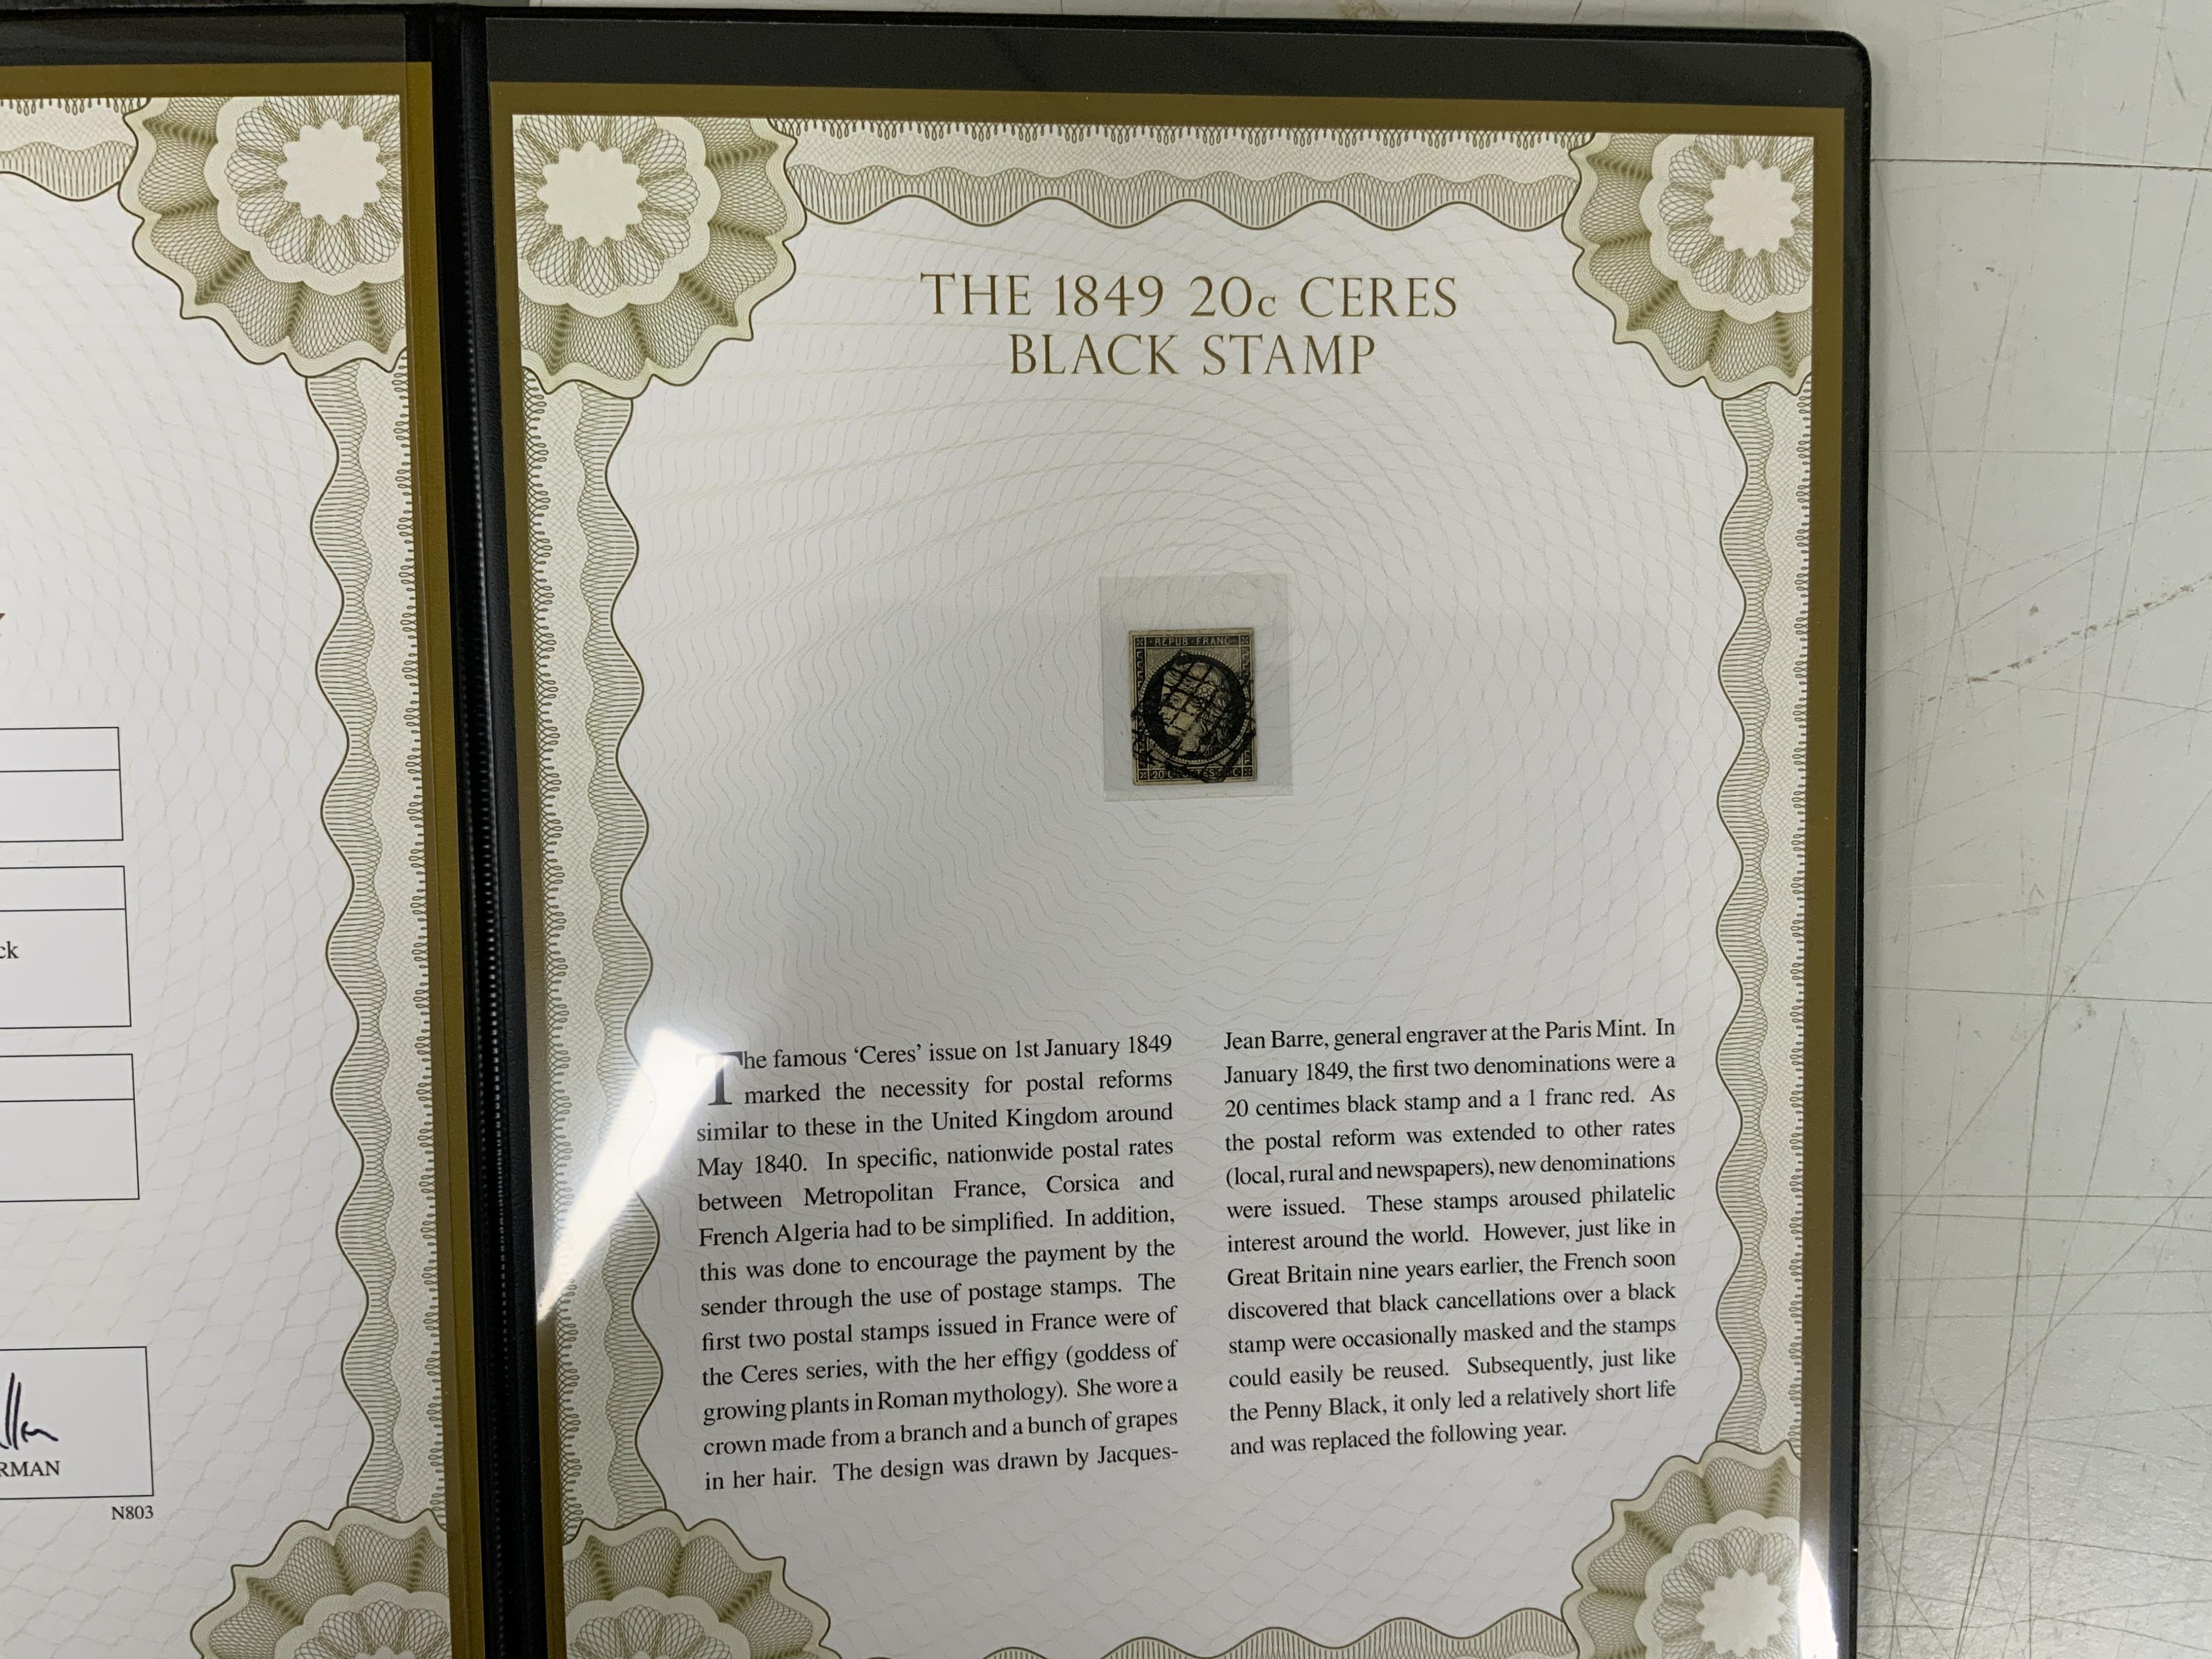 ck
RMAN
N803
THE 1849 20c CERES
BLACK STAMP
REPUB FRANC
20
The famous ‘Ceres’ issue on 1st January 1849
marked the necessity for postal reforms
similar to these in the United Kingdom around
May 1840. In specific, nationwide postal rates
between Metropolitan France, Corsica and
French Algeria had to be simplified. In addition,
this was done to encourage the payment by the
sender through the use of postage stamps. The
first two postal stamps issued in France were of
the Ceres series, with the her effigy (goddess of
growing plants in Roman mythology). She wore a
crown made from a branch and a bunch of grapes
in her hair. The design was drawn by Jacques-
Jean Barre, general engraver at the Paris Mint. In
January 1849, the first two denominations were a
20 centimes black stamp and a 1 franc red. As
the postal reform was extended to other rates
(local, rural and newspapers), new denominations
were issued. These stamps aroused philatelic
interest around the world. However, just like in
Great Britain nine years earlier, the French soon
discovered that black cancellations over a black
stamp were occasionally masked and the stamps
could easily be reused. Subsequently, just like
the Penny Black, it only led a relatively short life
and was replaced the following year.